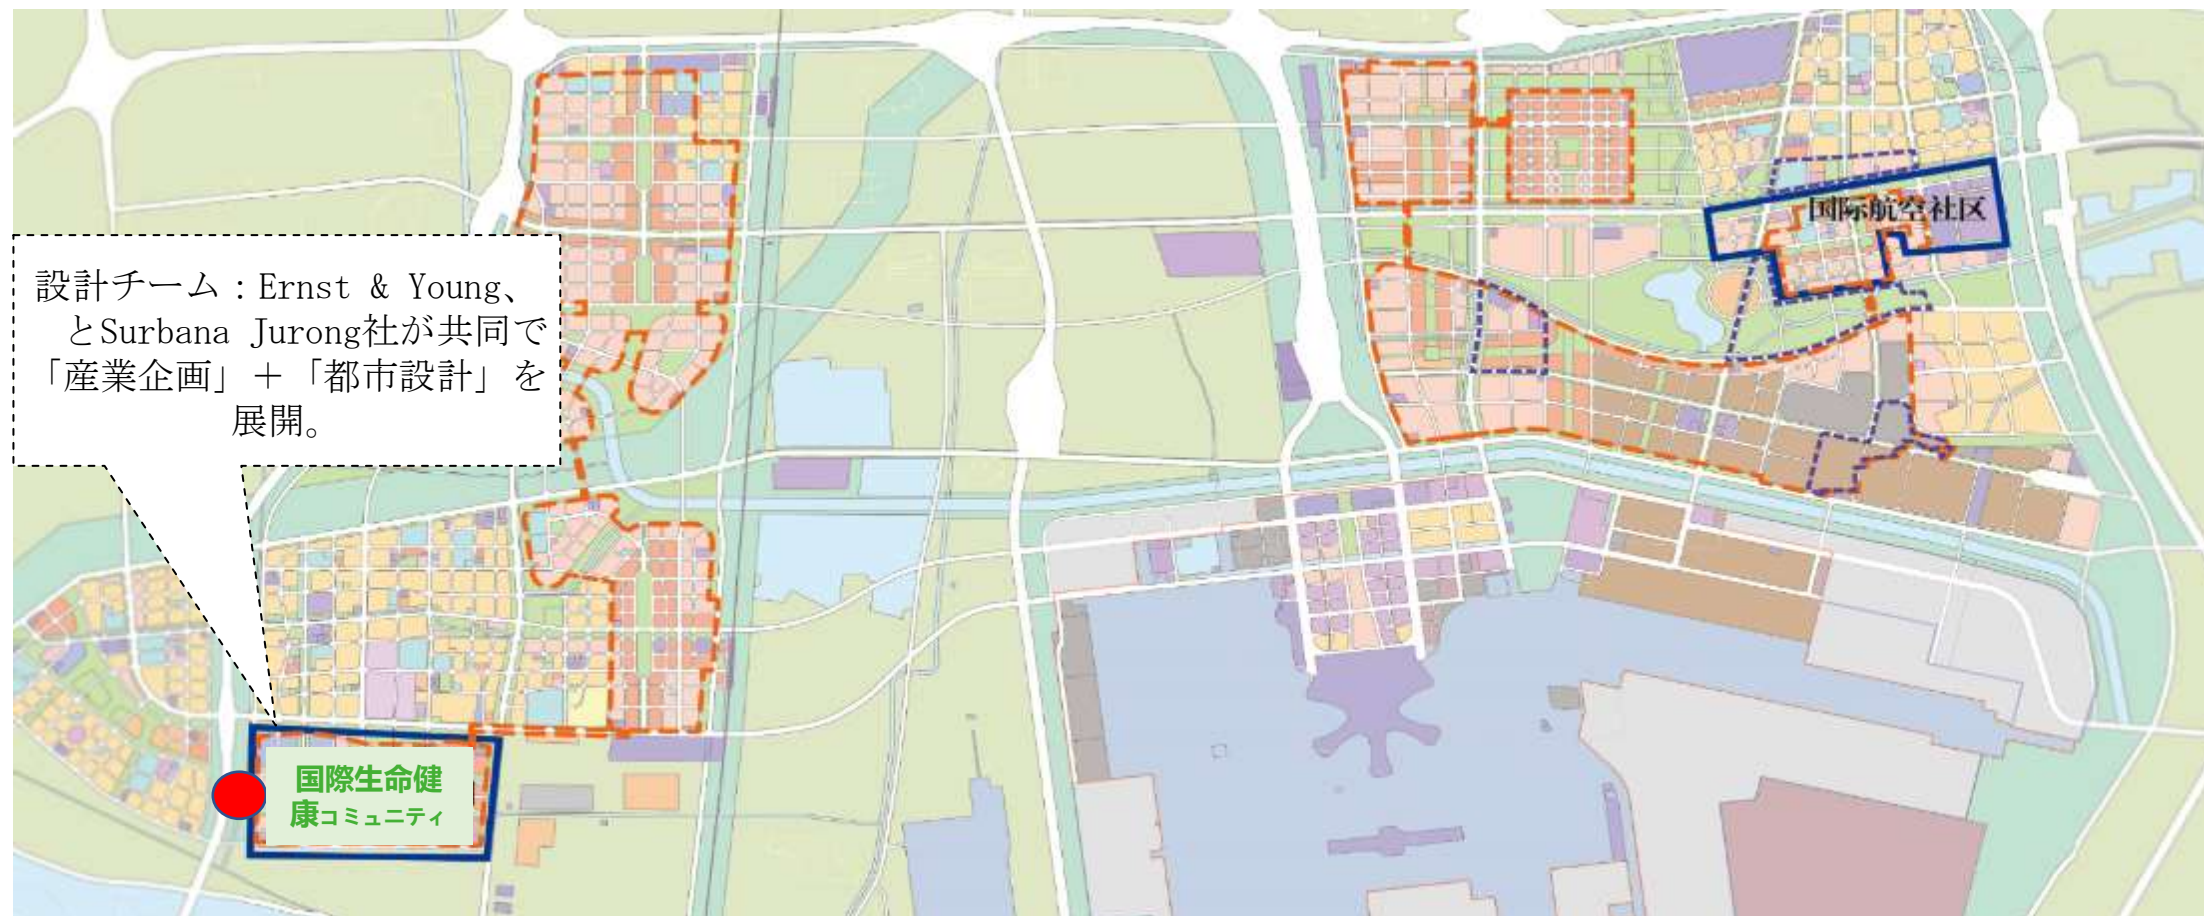 国际航空社区
設計チーム：Ernst & Young、
とSurbana Jurong社が共同で
「産業企画」＋「都市設計」を
展開。
国際生命健
康コミュニティ